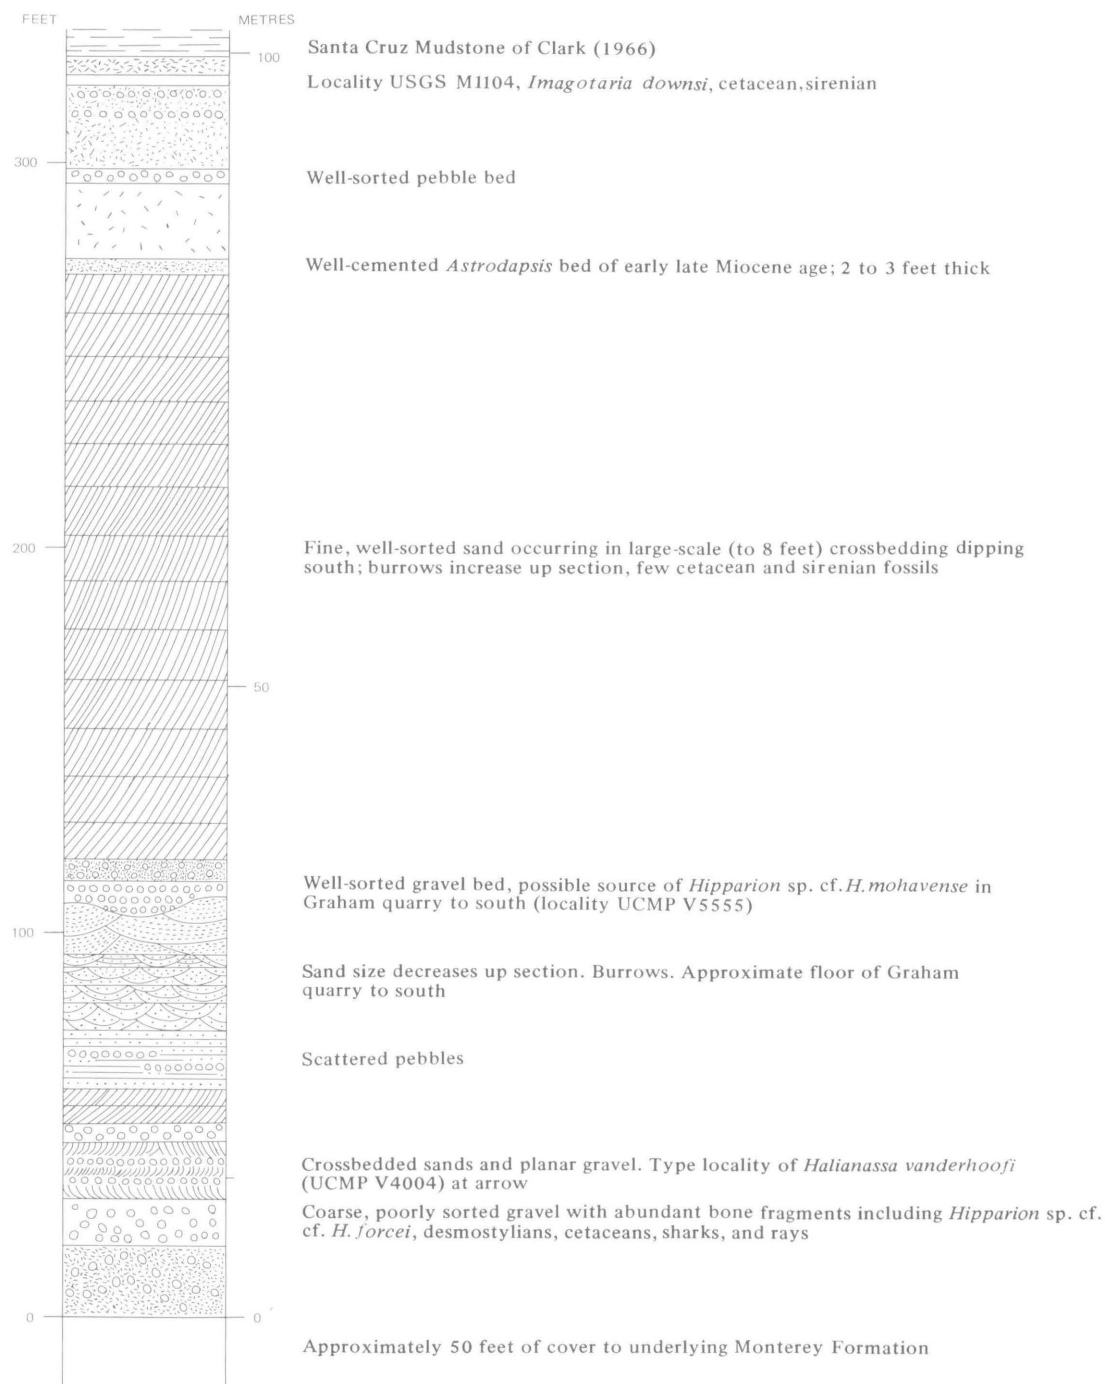 FEET METRES
100
Santa Cruz Mudstone of Clark (1966)
Locality USGS M1104, Imagotaria downsi, cetacean, sirenian
300
Well-sorted pebble bed
Well-cemented Astrodapsis bed of early late Miocene age; 2 to 3 feet thick
200
Fine, well-sorted sand occurring in large-scale (to 8 feet) crossbedding dipping
south; burrows increase up section, few cetacean and sirenian fossils
50
Well-sorted gravel bed, possible source of Hipparion sp. cf. H. mohavense in
Graham quarry to south (locality UCMP V5555)
100
Sand size decreases up section. Burrows. Approximate floor of Graham
quarry to south
Scattered pebbles
Crossbedded sands and planar gravel. Type locality of Halianassa vanderhoofi
(UCMP V4004) at arrow
Coarse, poorly sorted gravel with abundant bone fragments including Hipparion sp. cf.
cf. H. forcei, desmostylians, cetaceans, sharks, and rays
0 0
Approximately 50 feet of cover to underlying Monterey Formation